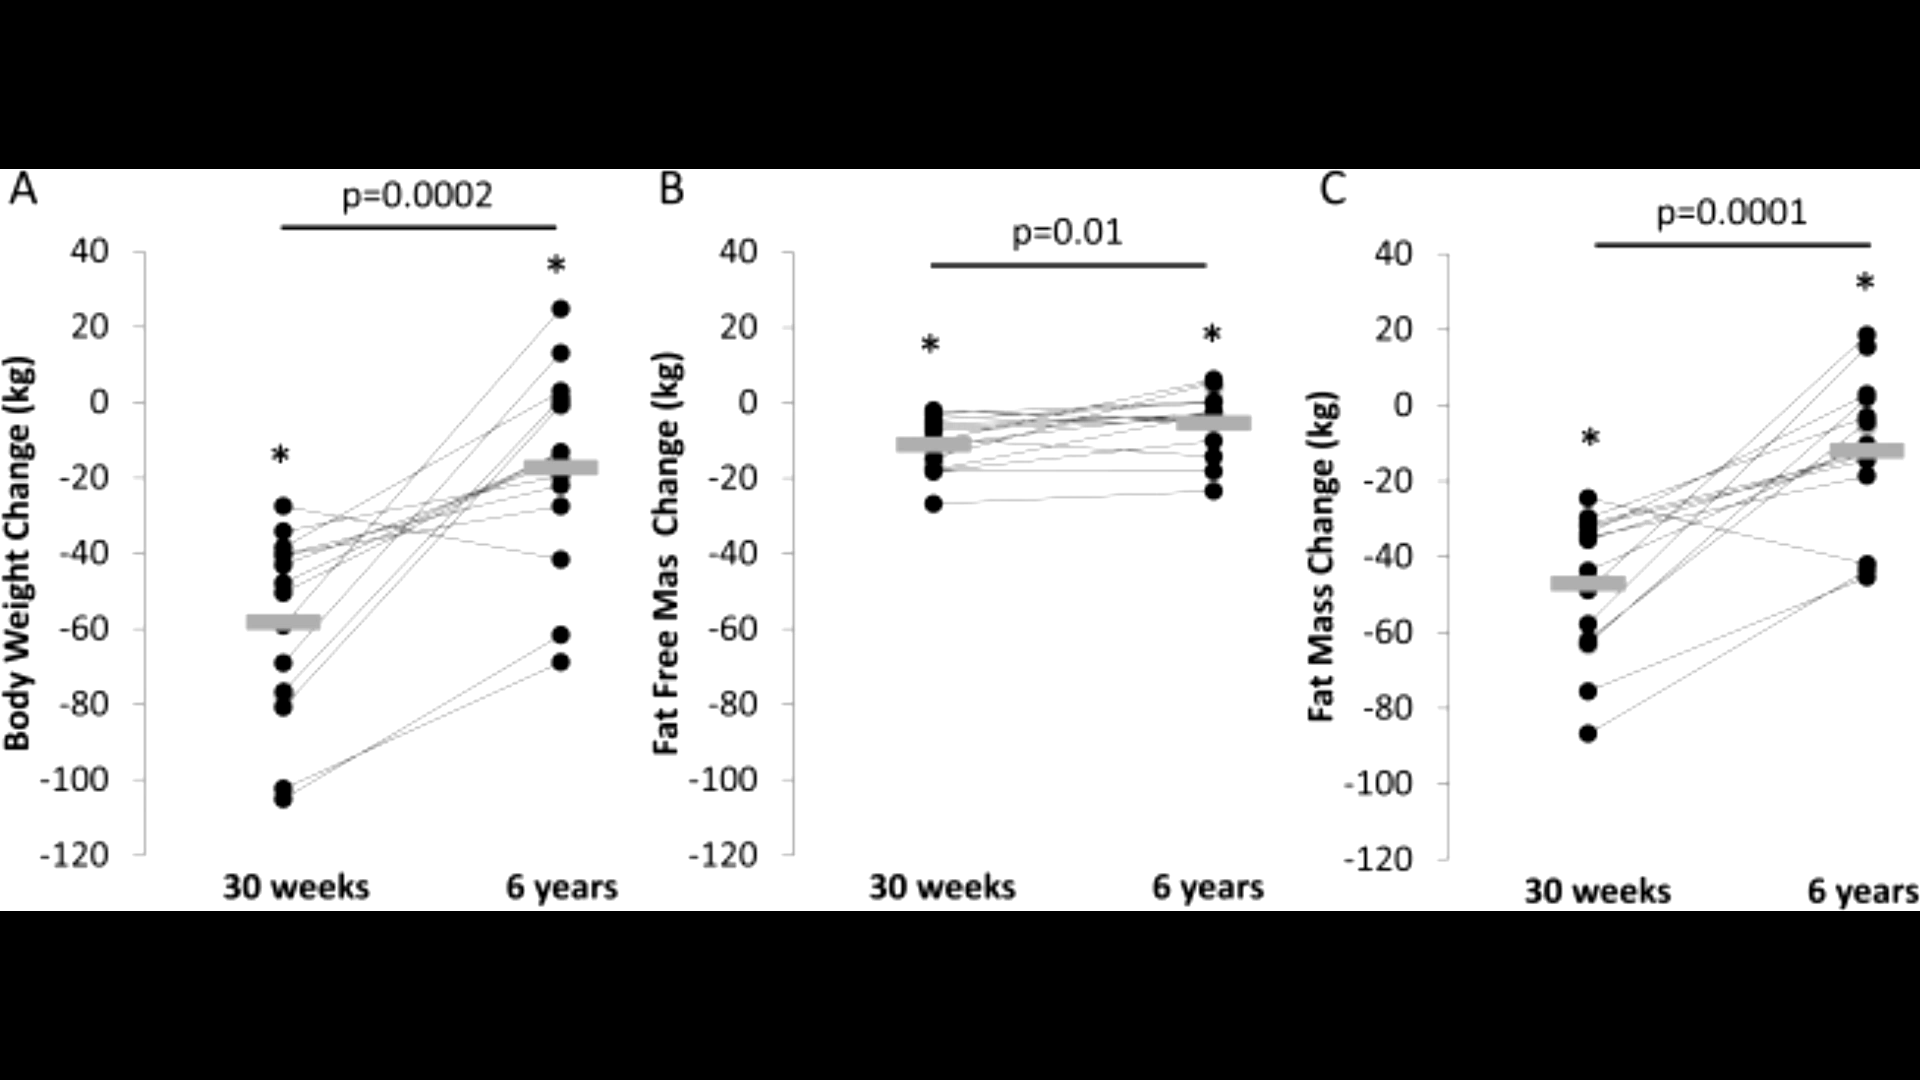 A
p=0.0002
*
*
40
20
0
-20
-40
-60
-80
-100
-120
Body Weight Change (kg)
30 weeks
6 years
B
p=0.01
*
*
40
20
0
-20
-40
-60
-80
-100
-120
Fat Free Mas Change (kg)
30 weeks
6 years
C
p=0.0001
*
*
40
20
0
-20
-40
-60
-80
-100
-120
Fat Mass Change (kg)
30 weeks
6 years